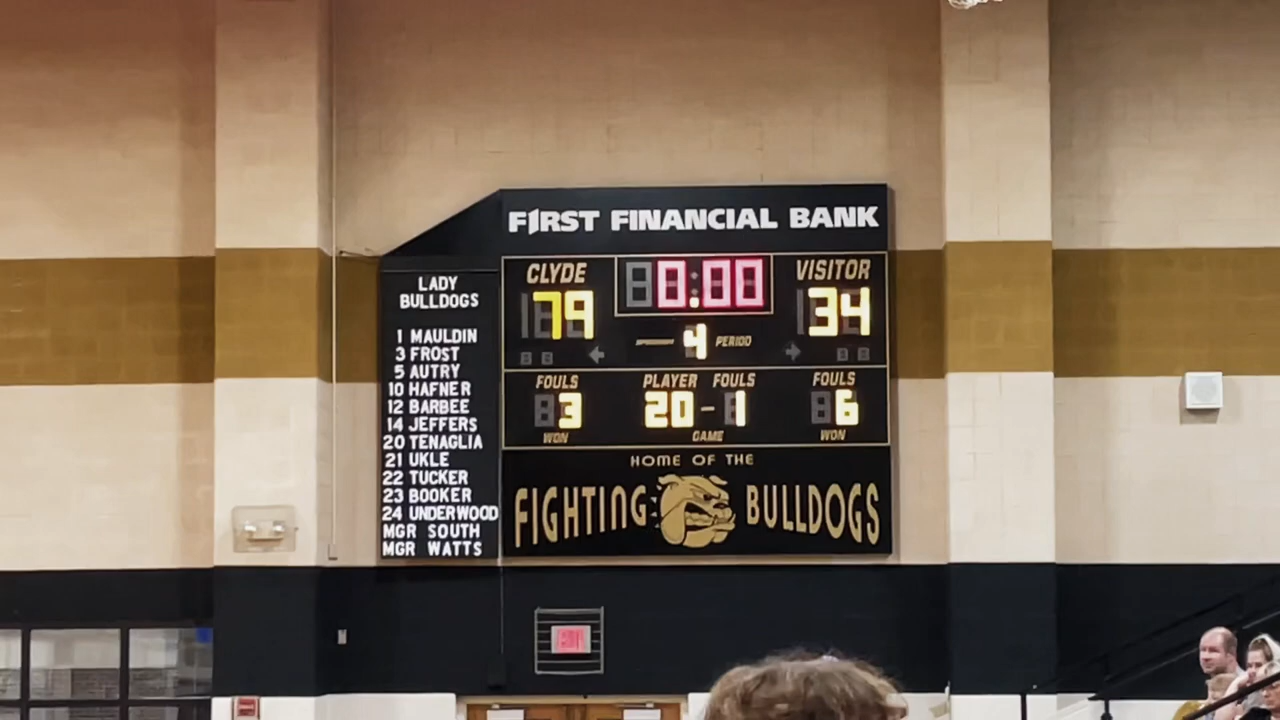 FIRST FINANCIAL BANK
LADY
BULLDOGS
1 MAULDIN
3 FROST
5 AUTRY
10 HAFNER
12 BARBEE
14 JEFFERS
20 TENAGLIA
21 UKLE
22 TUCKER
23 BOOKER
24 UNDERWOOD
MGR SOUTH
MGR WATTS
CLYDE
0:00
VISITOR
79
34
4 PERIOD
FOULS
PLAYER FOULS
FOULS
3
20 - 1
6
WON
GAME
WON
HOME OF THE
FIGHTING BULLDOGS